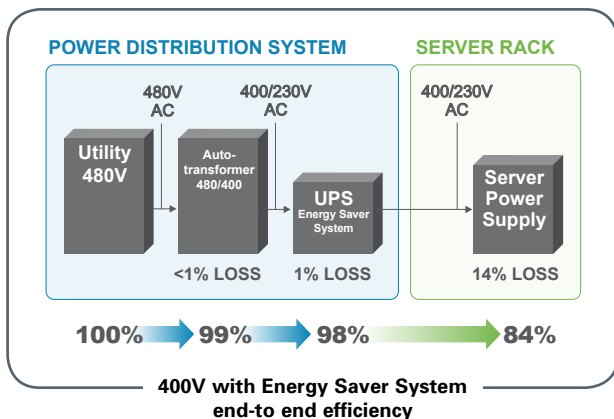 POWER DISTRIBUTION SYSTEM
SERVER RACK
480V
AC
400/230V
AC
400/230V
AC
Utility
480V
Auto-
transformer
480/400
UPS
Energy Saver
System
Server
Power
Supply
<1% LOSS
1% LOSS
14% LOSS
100%
99%
98%
84%
400V with Energy Saver System
end-to end efficiency